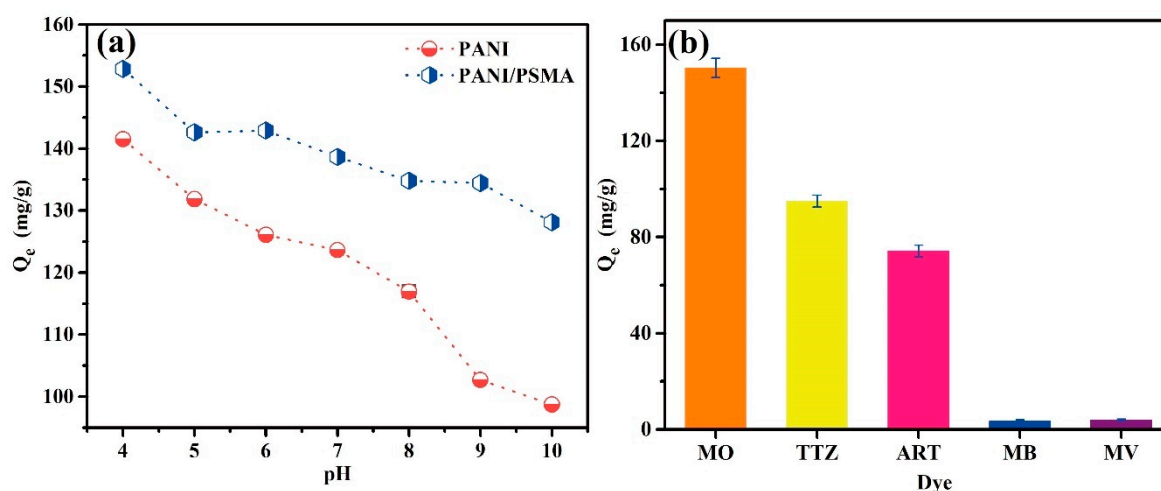 (a)
PANI
PANI/PSMA
160
150
140
130
120
110
100
Qe (mg/g)
4 5 6 7 8 9 10
pH
(b)
160
120
80
40
0
Qe (mg/g)
MO TTZ ART MB MV
Dye